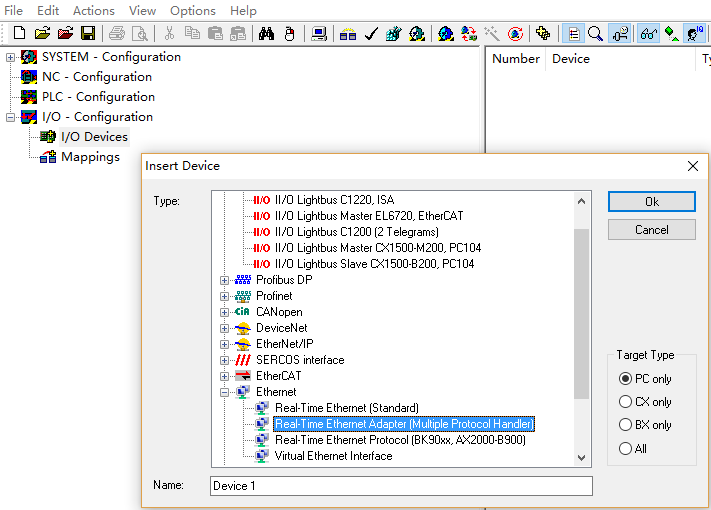 File Edit Actions View Options Help
SYSTEM - Configuration
NC - Configuration
PLC - Configuration
I/O - Configuration
I/O Devices
Mappings
Number Device
Insert Device
Type:
II/O Lightbus C1220, ISA
II/O Lightbus Master EL6720, EtherCAT
II/O Lightbus C1200 (2 Telegrams)
II/O Lightbus Master CX1500-M200, PC104
II/O Lightbus Slave CX1500-B200, PC104
Profibus DP
Profinet
CANopen
DeviceNet
EtherNet/IP
SERCOS interface
EtherCAT
Ethernet
Real-Time Ethernet (Standard)
Real-Time Ethernet Adapter (Multiple Protocol Handler)
Real-Time Ethernet Protocol (BK90xx, AX2000-B900)
Virtual Ethernet Interface
Ok
Cancel
Target Type
PC only
CX only
BX only
All
Name: Device 1